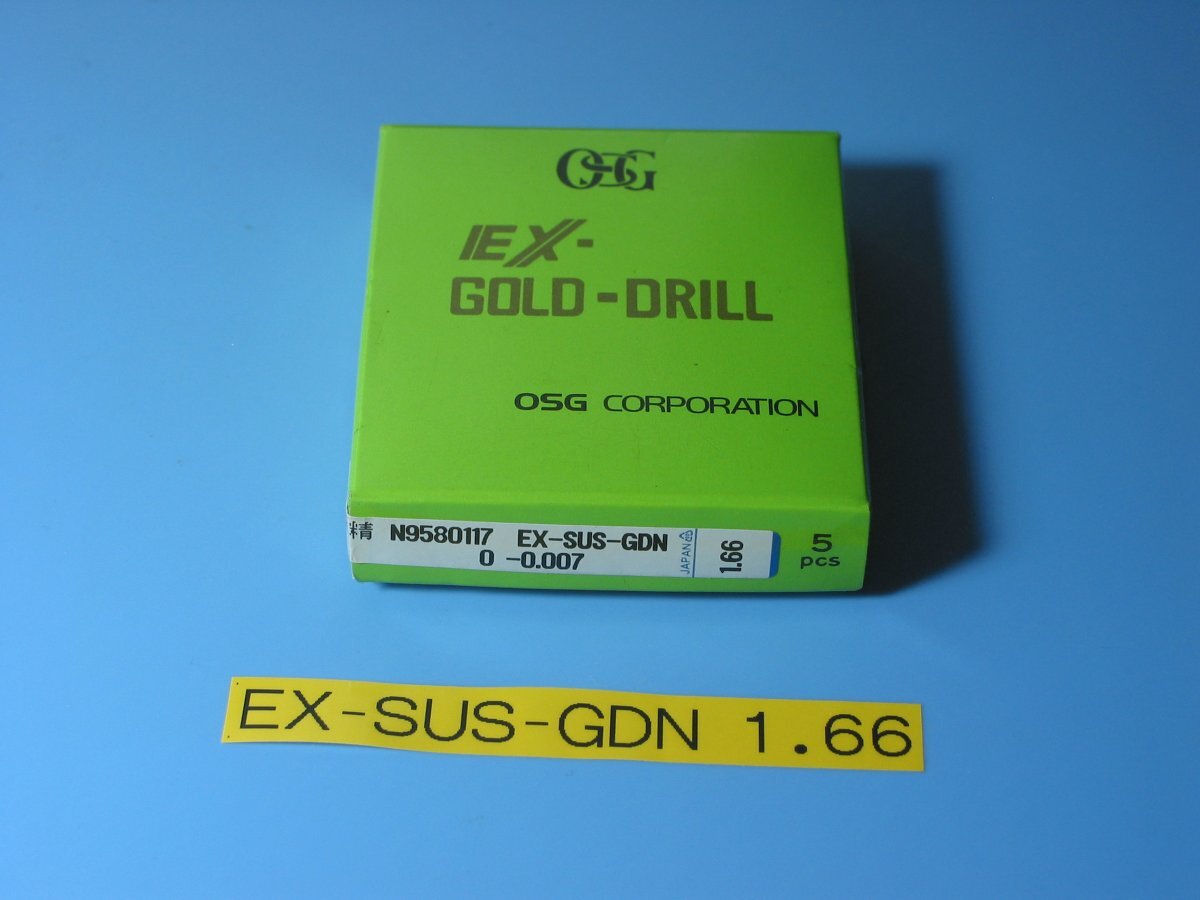 OSG
EX-
GOLD-DRILL
OSG CORPORATION
精 N9580117 EX-SUS-GDN
0 -0.007
JAPAN
1.66
5
pcs
EX-SUS-GDN 1.66